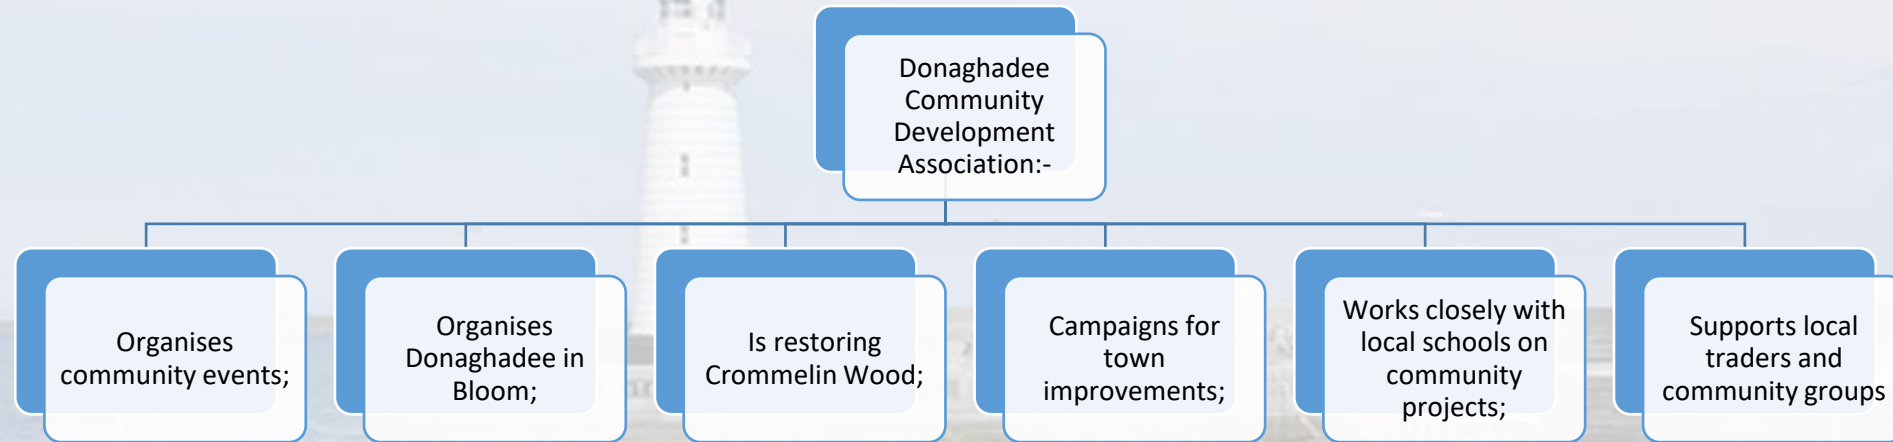 Donaghadee
Community
Development
Association:-
Organises
community events;
Organises
Donaghadee in
Bloom;
Is restoring
Crommelin Wood;
Campaigns for
town
improvements;
Works closely with
local schools on
community
projects;
Supports local
traders and
community groups